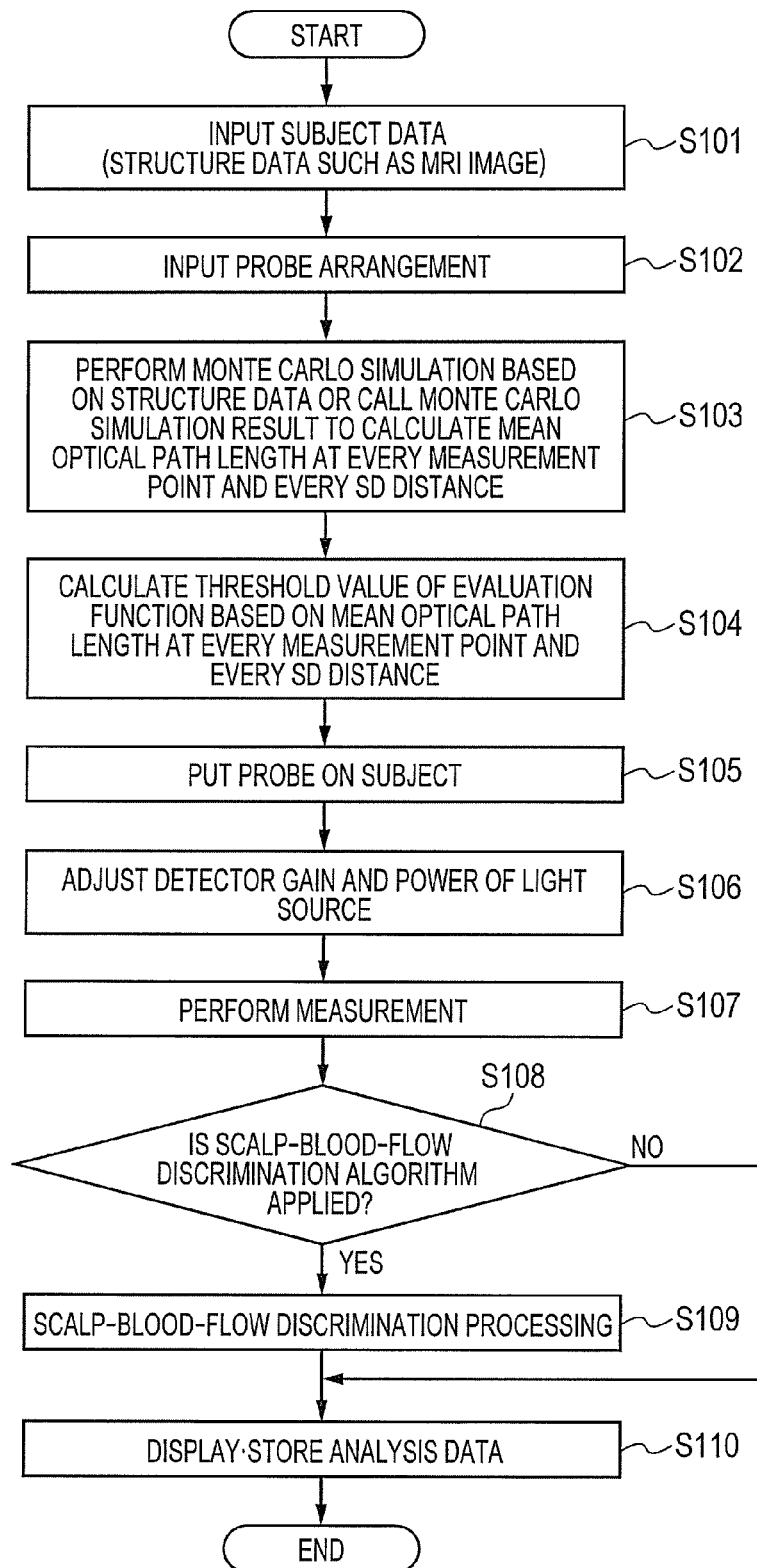 START
INPUT SUBJECT DATA
(STRUCTURE DATA SUCH AS MRI IMAGE)
S101
INPUT PROBE ARRANGEMENT
S102
PERFORM MONTE CARLO SIMULATION BASED
ON STRUCTURE DATA OR CALL MONTE CARLO
SIMULATION RESULT TO CALCULATE MEAN
OPTICAL PATH LENGTH AT EVERY MEASUREMENT
POINT AND EVERY SD DISTANCE
S103
CALCULATE THRESHOLD VALUE OF EVALUATION
FUNCTION BASED ON MEAN OPTICAL PATH
LENGTH AT EVERY MEASUREMENT POINT AND
EVERY SD DISTANCE
S104
PUT PROBE ON SUBJECT
S105
ADJUST DETECTOR GAIN AND POWER OF LIGHT
SOURCE
S106
PERFORM MEASUREMENT
S107
S108
IS SCALP-BLOOD-FLOW
DISCRIMINATION ALGORITHM
APPLIED?
NO
YES
SCALP-BLOOD-FLOW DISCRIMINATION PROCESSING
S109
DISPLAY·STORE ANALYSIS DATA
S110
END